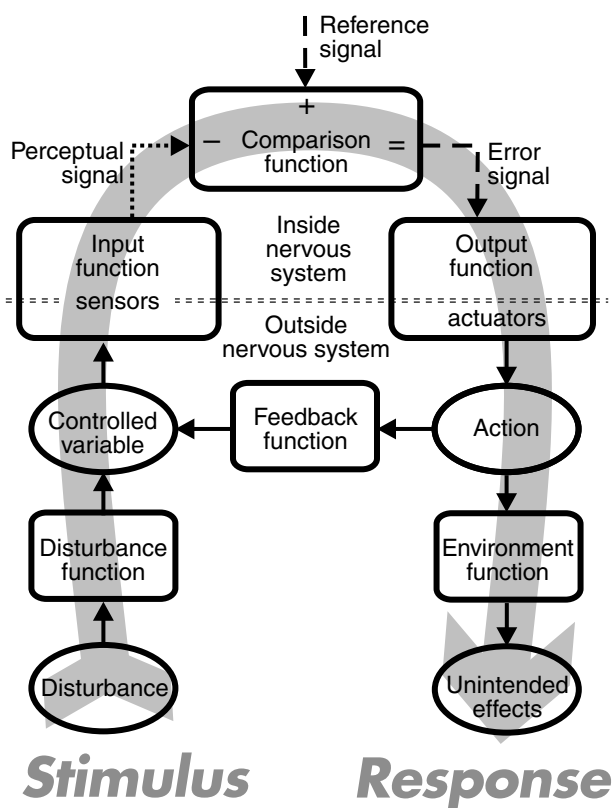 Reference
signal
+
− Comparison =
function
Perceptual
signal
Error
signal
Input
function
sensors
Inside
nervous
system
Output
function
actuators
Outside
nervous system
Controlled
variable
Feedback
function
Action
Disturbance
function
Environment
function
Disturbance
Unintended
effects
Stimulus
Response